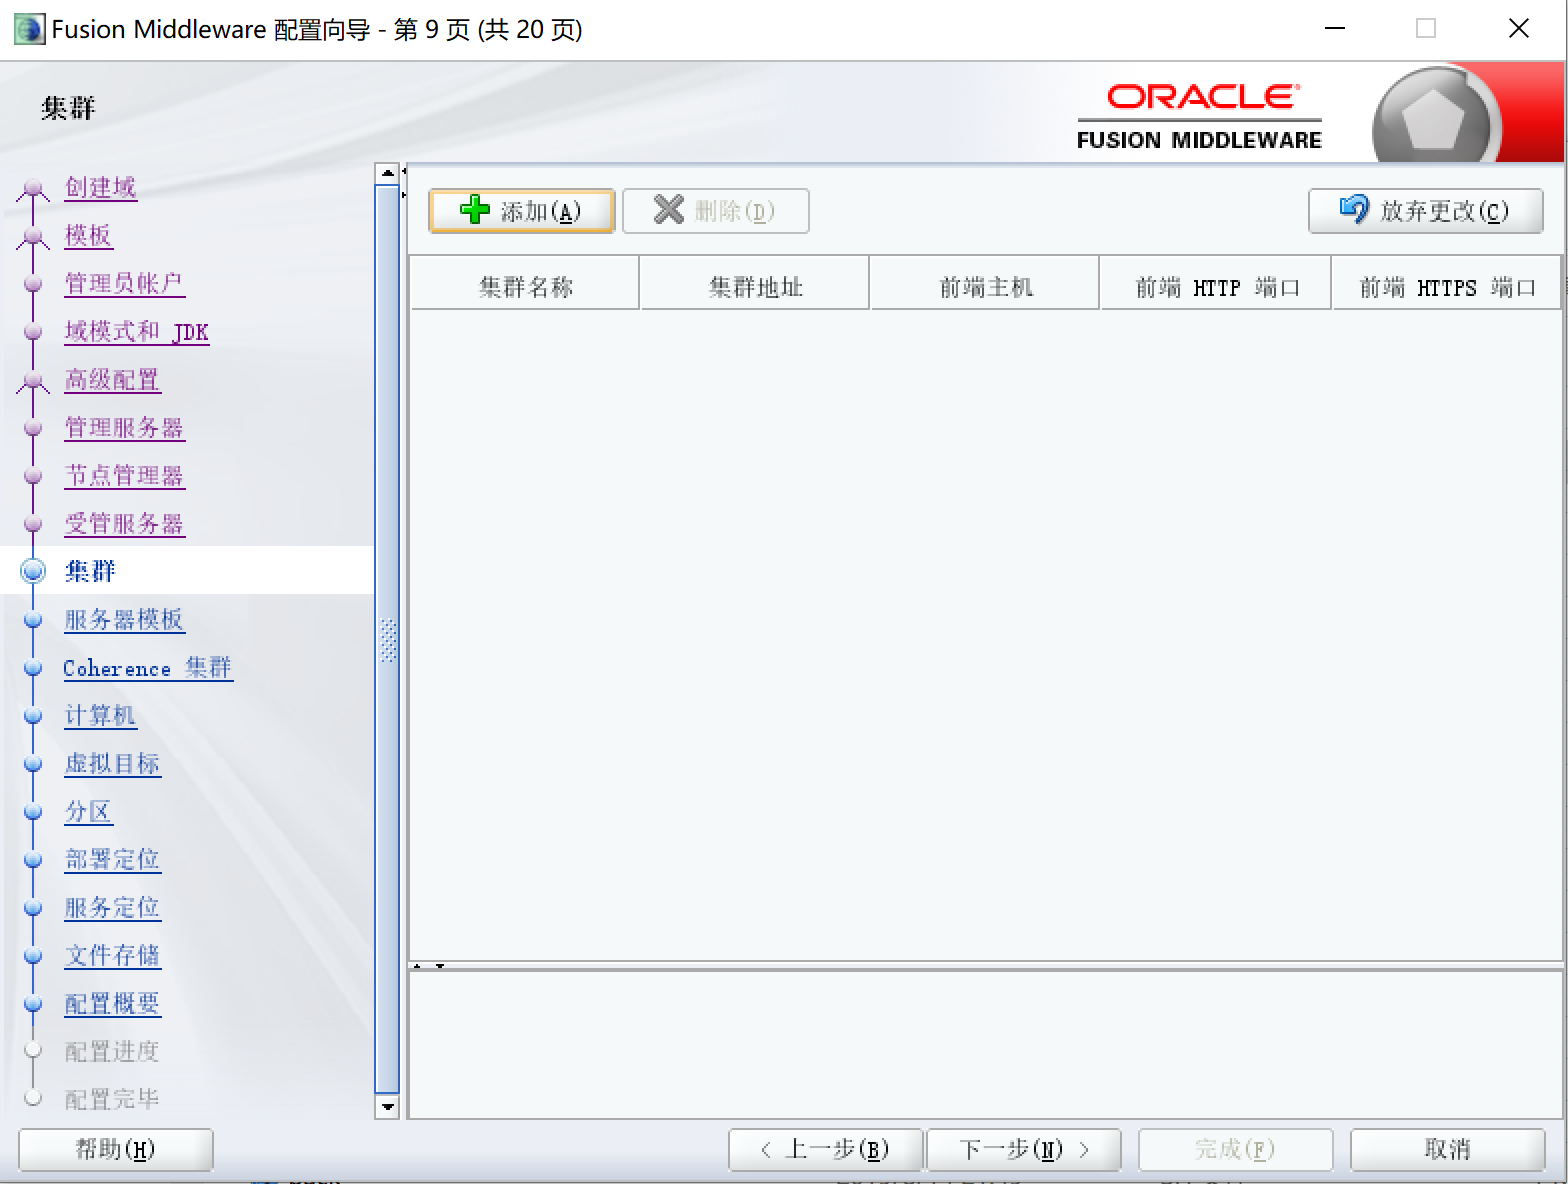 Fusion Middleware 配置向导 - 第 9 页 (共 20 页)
集群
ORACLE
FUSION MIDDLEWARE
创建域
模板
管理员帐户
域模式和 JDK
高级配置
管理服务器
节点管理器
受管服务器
集群
服务器模板
Coherence 集群
计算机
虚拟目标
分区
部署定位
服务定位
文件存储
配置概要
配置进度
配置完毕
添加(A) 删除(D) 放弃更改(C)
集群名称 集群地址 前端主机 前端 HTTP 端口 前端 HTTPS 端口
帮助(H) < 上一步(B) 下一步(N) > 完成(F) 取消